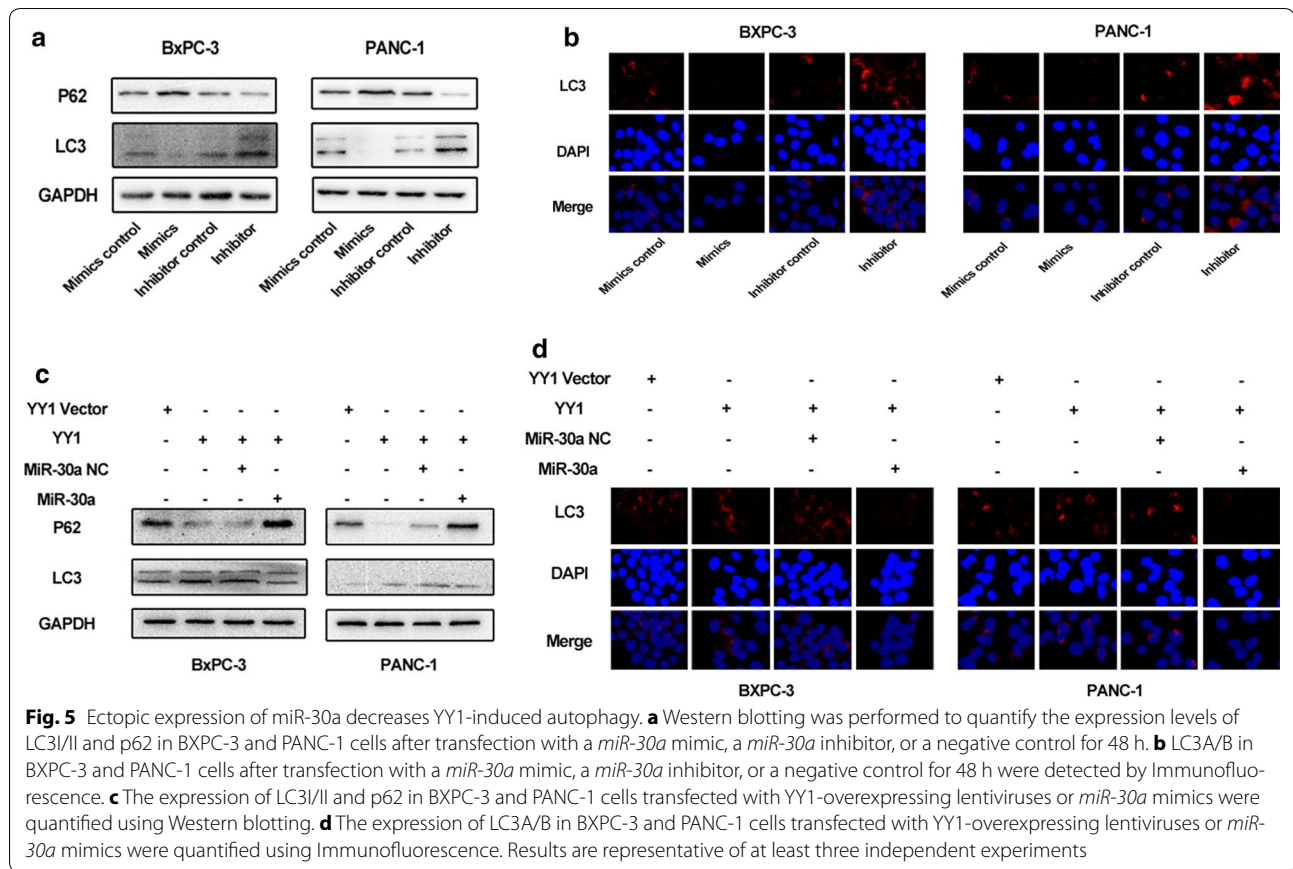 a
BxPC-3 PANC-1
P62
LC3
GAPDH
Mimics control Mimics Inhibitor control Inhibitor Mimics control Mimics Inhibitor control Inhibitor
b
BXPC-3 PANC-1
LC3
DAPI
Merge
Mimics control Mimics Inhibitor control Inhibitor Mimics control Mimics Inhibitor control Inhibitor
c
YY1 Vector + - - - + - - -
YY1 - + + + - + + +
MiR-30a NC - - + - - - + -
MiR-30a - - - + - - - +
P62
LC3
GAPDH
BxPC-3 PANC-1
d
YY1 Vector + - - - + - - -
YY1 - + + + - + + +
MiR-30a NC - - + - - - + -
MiR-30a - - - + - - - +
LC3
DAPI
Merge
BXPC-3 PANC-1
Fig. 5 Ectopic expression of miR-30a decreases YY1-induced autophagy. a Western blotting was performed to quantify the expression levels of
LC3I/II and p62 in BXPC-3 and PANC-1 cells after transfection with a miR-30a mimic, a miR-30a inhibitor, or a negative control for 48 h. b LC3A/B in
BXPC-3 and PANC-1 cells after transfection with a miR-30a mimic, a miR-30a inhibitor, or a negative control for 48 h were detected by Immunofluo-
rescence. c The expression of LC3I/II and p62 in BXPC-3 and PANC-1 cells transfected with YY1-overexpressing lentiviruses or miR-30a mimics were
quantified using Western blotting. d The expression of LC3A/B in BXPC-3 and PANC-1 cells transfected with YY1-overexpressing lentiviruses or miR-
30a mimics were quantified using Immunofluorescence. Results are representative of at least three independent experiments